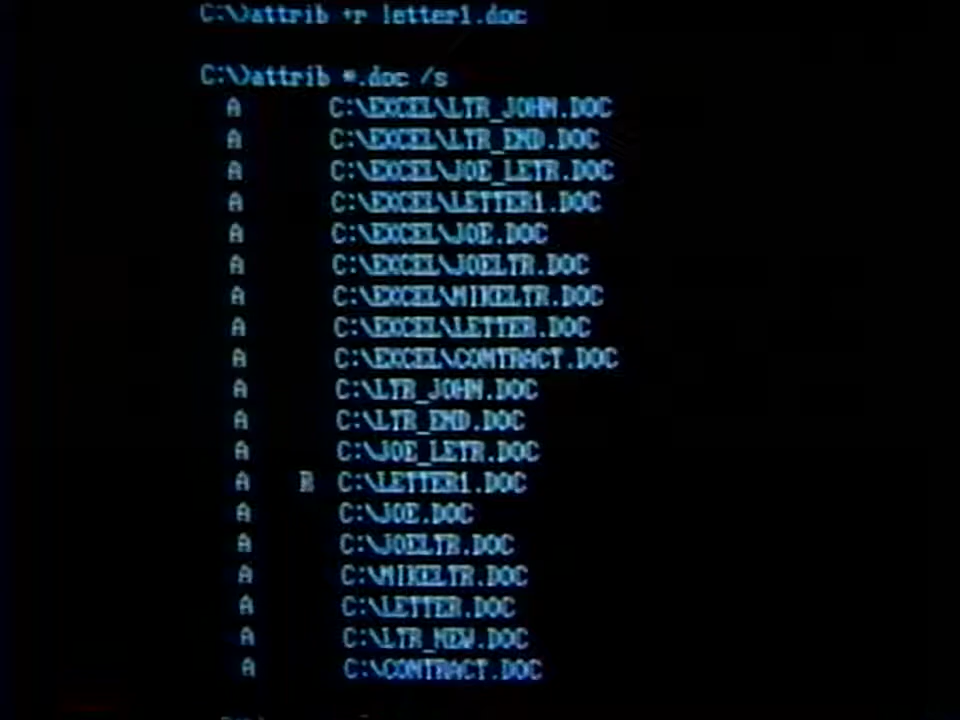 C:\>attrib +r letter1.doc
C:\>attrib *.doc /s
A C:\EXCEL\LTR_JOHN.DOC
A C:\EXCEL\LTR_END.DOC
A C:\EXCEL\JOE_LETR.DOC
A C:\EXCEL\LETTER1.DOC
A C:\EXCEL\JOE.DOC
A C:\EXCEL\JOELTR.DOC
A C:\EXCEL\MIKELTR.DOC
A C:\EXCEL\LETTER.DOC
A C:\EXCEL\CONTRACT.DOC
A C:\LTR_JOHN.DOC
A C:\LTR_END.DOC
A C:\JOE_LETR.DOC
A R C:\LETTER1.DOC
A C:\JOE.DOC
A C:\JOELTR.DOC
A C:\MIKELTR.DOC
A C:\LETTER.DOC
A C:\LTR_NEW.DOC
A C:\CONTRACT.DOC